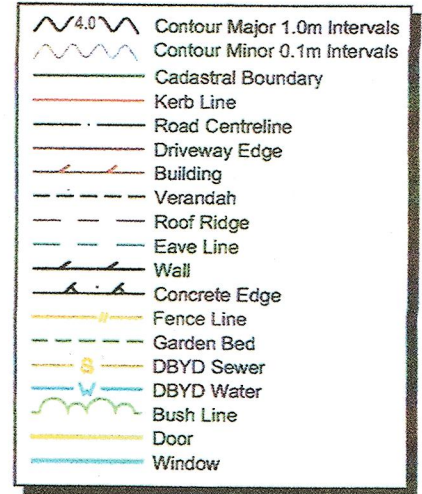 4.0 Contour Major 1.0m Intervals
Contour Minor 0.1m Intervals
Cadastral Boundary
Kerb Line
Road Centreline
Driveway Edge
Building
Verandah
Roof Ridge
Eave Line
Wall
Concrete Edge
Fence Line
Garden Bed
S DBYD Sewer
W DBYD Water
Bush Line
Door
Window